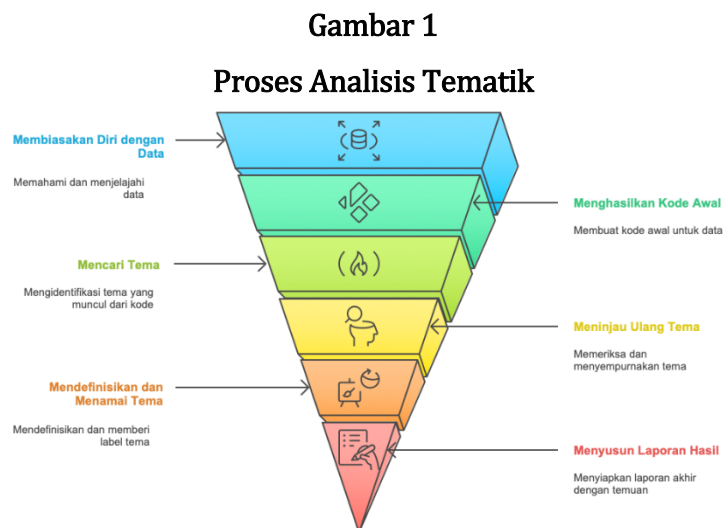 Gambar 1
Proses Analisis Tematik
Membiasakan Diri dengan
Data
Memahami dan menjelajahi
data
Menghasilkan Kode Awal
Membuat kode awal untuk data
Mencari Tema
Mengidentifikasi tema yang
muncul dari kode
Meninjau Ulang Tema
Memeriksa dan
menyempurnakan tema
Mendefinisikan dan
Menamai Tema
Mendefinisikan dan memberi
label tema
Menyusun Laporan Hasil
Menyiapkan laporan akhir
dengan temuan